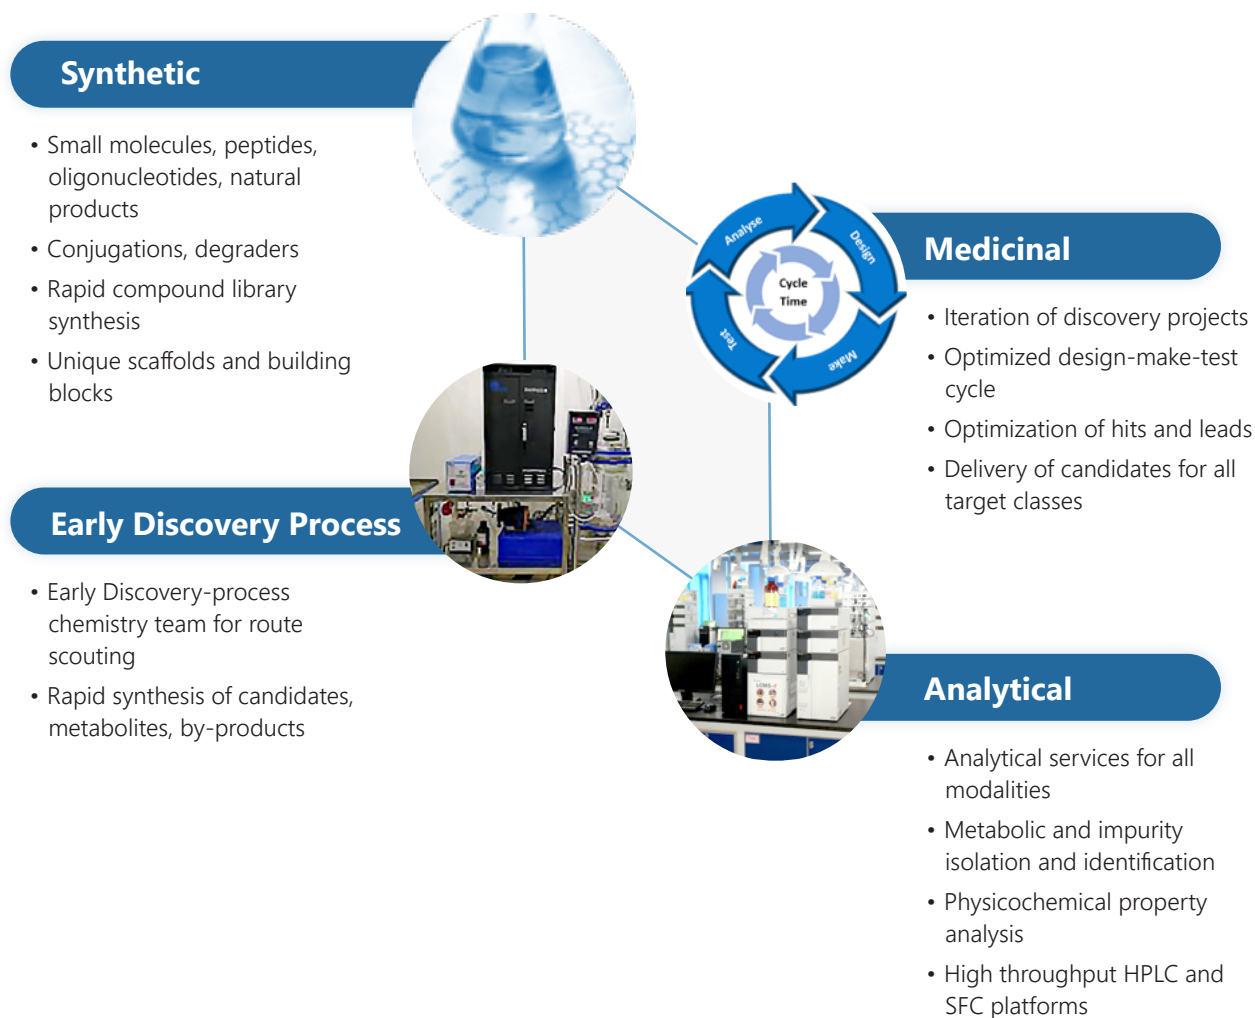 Synthetic
• Small molecules, peptides,
oligonucleotides, natural
products
• Conjugations, degraders
• Rapid compound library
synthesis
• Unique scaffolds and building
blocks
Analyse
Design
Make
Test
Cycle
Time
Medicinal
• Iteration of discovery projects
• Optimized design-make-test
cycle
• Optimization of hits and leads
• Delivery of candidates for all
target classes
Early Discovery Process
• Early Discovery-process
chemistry team for route
scouting
• Rapid synthesis of candidates,
metabolites, by-products
Analytical
• Analytical services for all
modalities
• Metabolic and impurity
isolation and identification
• Physicochemical property
analysis
• High throughput HPLC and
SFC platforms